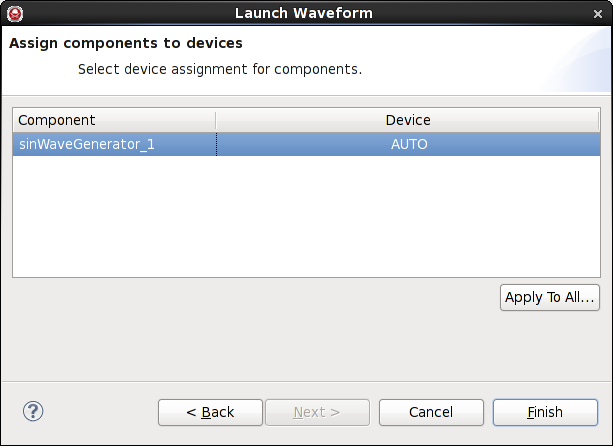 Launch Waveform
Assign components to devices
Select device assignment for components.
Component Device
sinWaveGenerator_1 AUTO
Apply To All...
? < Back Next > Cancel Finish